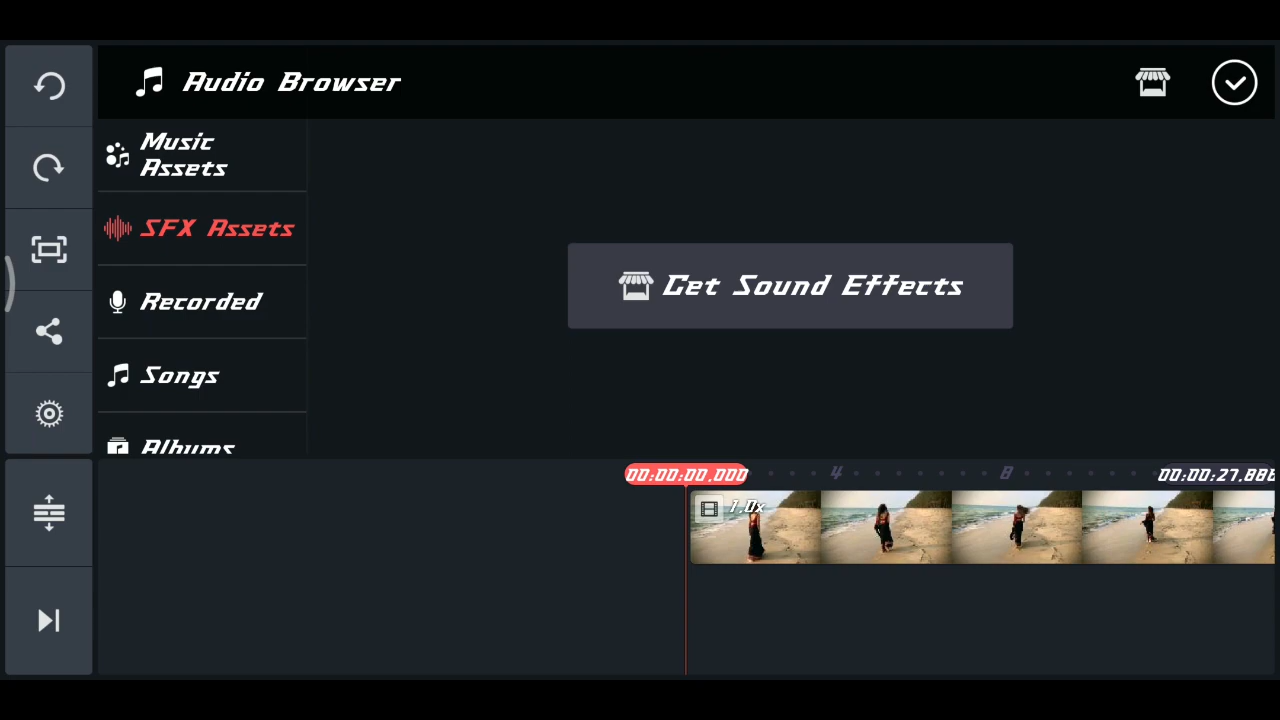 Audio Browser
Music
Assets
SFX Assets
Get Sound Effects
Recorded
Songs
Albums
00:00:00.000
4
8
00:00:27.888
1.0x